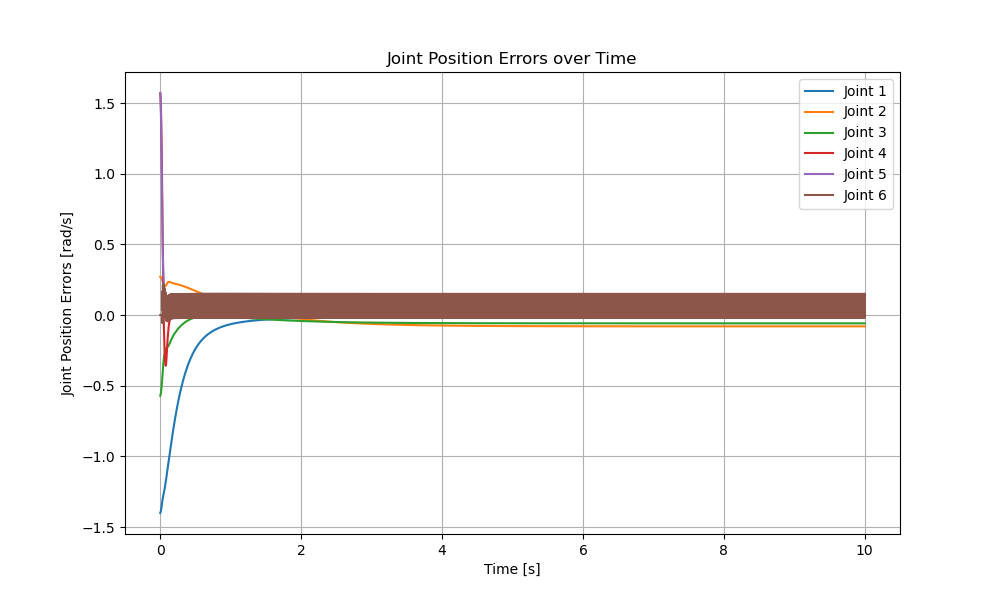 Joint Position Errors over Time
Joint Position Errors [rad/s]
1.5
1.0
0.5
0.0
−0.5
−1.0
−1.5
0
2
4
6
8
10
Time [s]
Joint 1
Joint 2
Joint 3
Joint 4
Joint 5
Joint 6